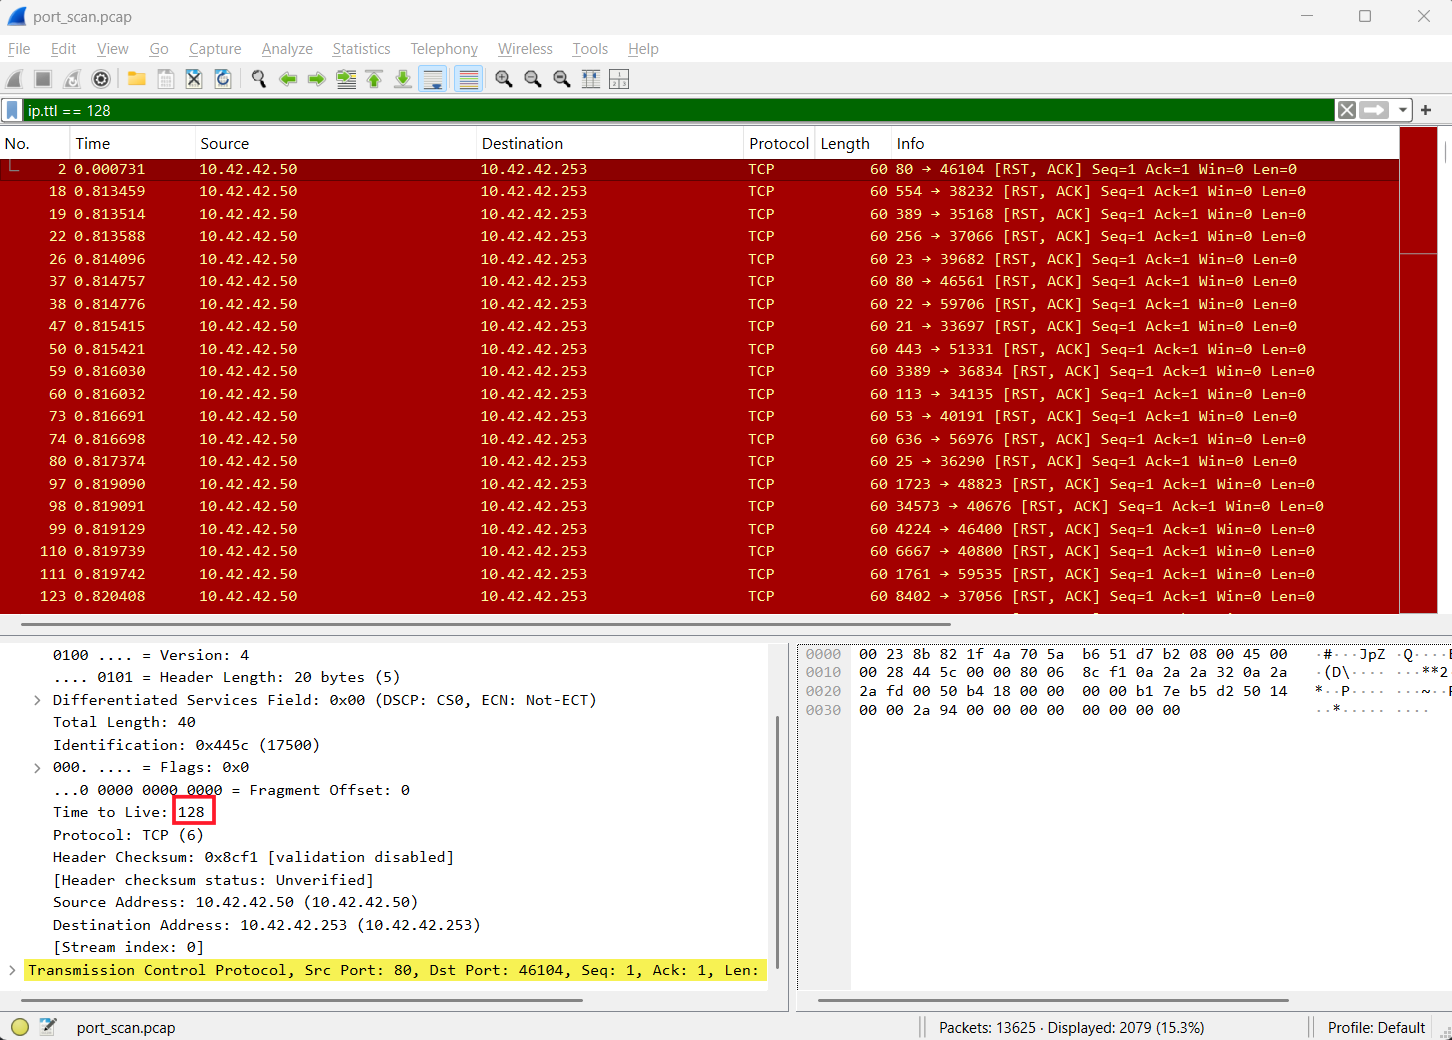 port_scan.pcap
File Edit View Go Capture Analyze Statistics Telephony Wireless Tools Help
ip.ttl == 128
No. Time Source Destination Protocol Length Info
2 0.000731 10.42.42.50 10.42.42.253 TCP 60 80 → 46104 [RST, ACK] Seq=1 Ack=1 Win=0 Len=0
18 0.813459 10.42.42.50 10.42.42.253 TCP 60 554 → 38232 [RST, ACK] Seq=1 Ack=1 Win=0 Len=0
19 0.813514 10.42.42.50 10.42.42.253 TCP 60 389 → 35168 [RST, ACK] Seq=1 Ack=1 Win=0 Len=0
22 0.813588 10.42.42.50 10.42.42.253 TCP 60 256 → 37066 [RST, ACK] Seq=1 Ack=1 Win=0 Len=0
26 0.814096 10.42.42.50 10.42.42.253 TCP 60 23 → 39682 [RST, ACK] Seq=1 Ack=1 Win=0 Len=0
37 0.814757 10.42.42.50 10.42.42.253 TCP 60 80 → 46561 [RST, ACK] Seq=1 Ack=1 Win=0 Len=0
38 0.814776 10.42.42.50 10.42.42.253 TCP 60 22 → 59706 [RST, ACK] Seq=1 Ack=1 Win=0 Len=0
47 0.815415 10.42.42.50 10.42.42.253 TCP 60 21 → 33697 [RST, ACK] Seq=1 Ack=1 Win=0 Len=0
50 0.815421 10.42.42.50 10.42.42.253 TCP 60 443 → 51331 [RST, ACK] Seq=1 Ack=1 Win=0 Len=0
59 0.816030 10.42.42.50 10.42.42.253 TCP 60 3389 → 36834 [RST, ACK] Seq=1 Ack=1 Win=0 Len=0
60 0.816032 10.42.42.50 10.42.42.253 TCP 60 113 → 34135 [RST, ACK] Seq=1 Ack=1 Win=0 Len=0
73 0.816691 10.42.42.50 10.42.42.253 TCP 60 53 → 40191 [RST, ACK] Seq=1 Ack=1 Win=0 Len=0
74 0.816698 10.42.42.50 10.42.42.253 TCP 60 636 → 56976 [RST, ACK] Seq=1 Ack=1 Win=0 Len=0
80 0.817374 10.42.42.50 10.42.42.253 TCP 60 25 → 36290 [RST, ACK] Seq=1 Ack=1 Win=0 Len=0
97 0.819090 10.42.42.50 10.42.42.253 TCP 60 1723 → 48823 [RST, ACK] Seq=1 Ack=1 Win=0 Len=0
98 0.819091 10.42.42.50 10.42.42.253 TCP 60 34573 → 40676 [RST, ACK] Seq=1 Ack=1 Win=0 Len=0
99 0.819129 10.42.42.50 10.42.42.253 TCP 60 4224 → 46400 [RST, ACK] Seq=1 Ack=1 Win=0 Len=0
110 0.819739 10.42.42.50 10.42.42.253 TCP 60 6667 → 40800 [RST, ACK] Seq=1 Ack=1 Win=0 Len=0
111 0.819742 10.42.42.50 10.42.42.253 TCP 60 1761 → 59535 [RST, ACK] Seq=1 Ack=1 Win=0 Len=0
123 0.820408 10.42.42.50 10.42.42.253 TCP 60 8402 → 37056 [RST, ACK] Seq=1 Ack=1 Win=0 Len=0
0100 .... = Version: 4
.... 0101 = Header Length: 20 bytes (5)
Differentiated Services Field: 0x00 (DSCP: CS0, ECN: Not-ECT)
Total Length: 40
Identification: 0x445c (17500)
000. .... = Flags: 0x0
...0 0000 0000 0000 = Fragment Offset: 0
Time to Live: 128
Protocol: TCP (6)
Header Checksum: 0x8cf1 [validation disabled]
[Header checksum status: Unverified]
Source Address: 10.42.42.50 (10.42.42.50)
Destination Address: 10.42.42.253 (10.42.42.253)
[Stream index: 0]
Transmission Control Protocol, Src Port: 80, Dst Port: 46104, Seq: 1, Ack: 1, Len:
0000 00 23 8b 82 1f 4a 70 5a b6 51 d7 b2 08 00 45 00 ·#···JpZ ·Q····E
0010 00 28 44 5c 00 00 80 06 8c f1 0a 2a 2a 32 0a 2a ·(D\···· ···**2
0020 2a fd 00 50 b4 18 00 00 00 00 b1 7e b5 d2 50 14 *··P···· ···~··P
0030 00 00 2a 94 00 00 00 00 00 00 00 00 ··*····· ····
port_scan.pcap
Packets: 13625 · Displayed: 2079 (15.3%)
Profile: Default